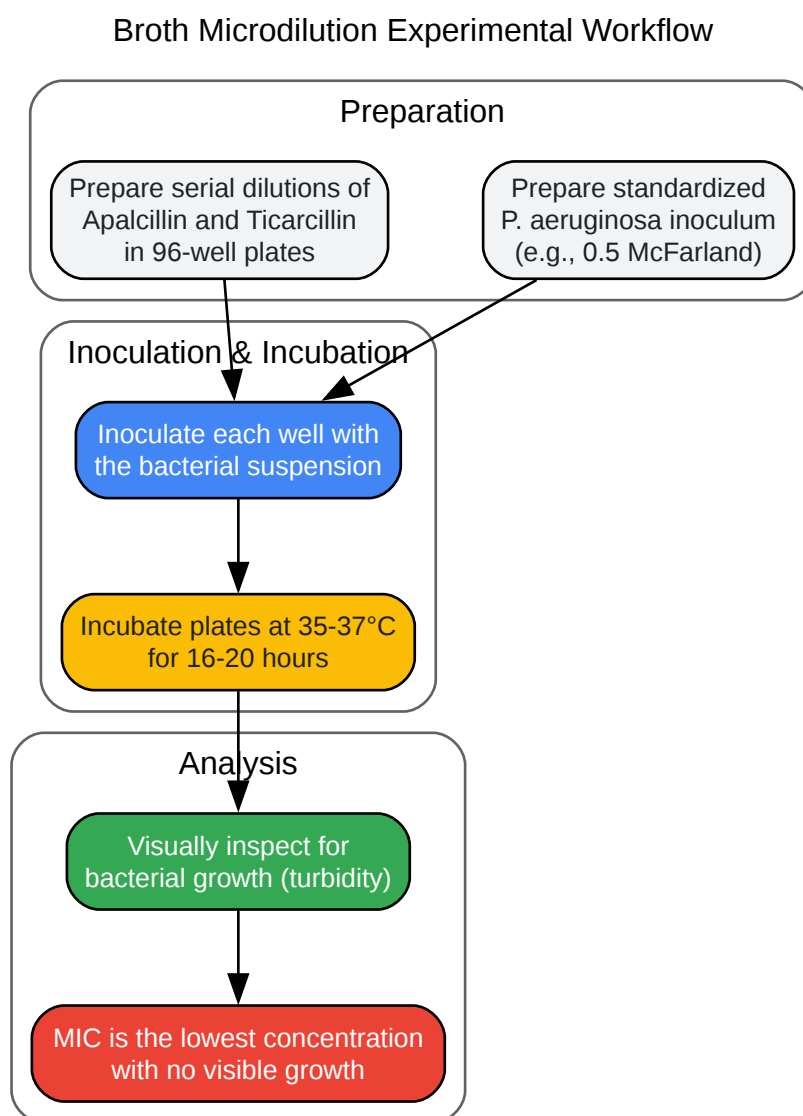 Broth Microdilution Experimental Workflow
Preparation
Prepare serial dilutions of
Apalcillin and Ticarcillin
in 96-well plates
Prepare standardized
P. aeruginosa inoculum
(e.g., 0.5 McFarland)
Inoculation & Incubation
Inoculate each well with
the bacterial suspension
Incubate plates at 35-37°C
for 16-20 hours
Analysis
Visually inspect for
bacterial growth (turbidity)
MIC is the lowest concentration
with no visible growth